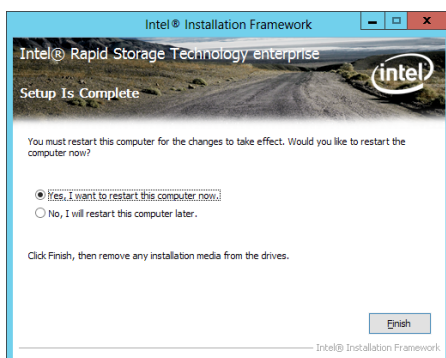 Intel® Installation Framework
Intel® Rapid Storage Technology enterprise
(intel)
Setup Is Complete
You must restart this computer for the changes to take effect. Would you like to restart the
computer now?
Yes, I want to restart this computer now.
No, I will restart this computer later.
Click Finish, then remove any installation media from the drives.
Finish
Intel® Installation Framework